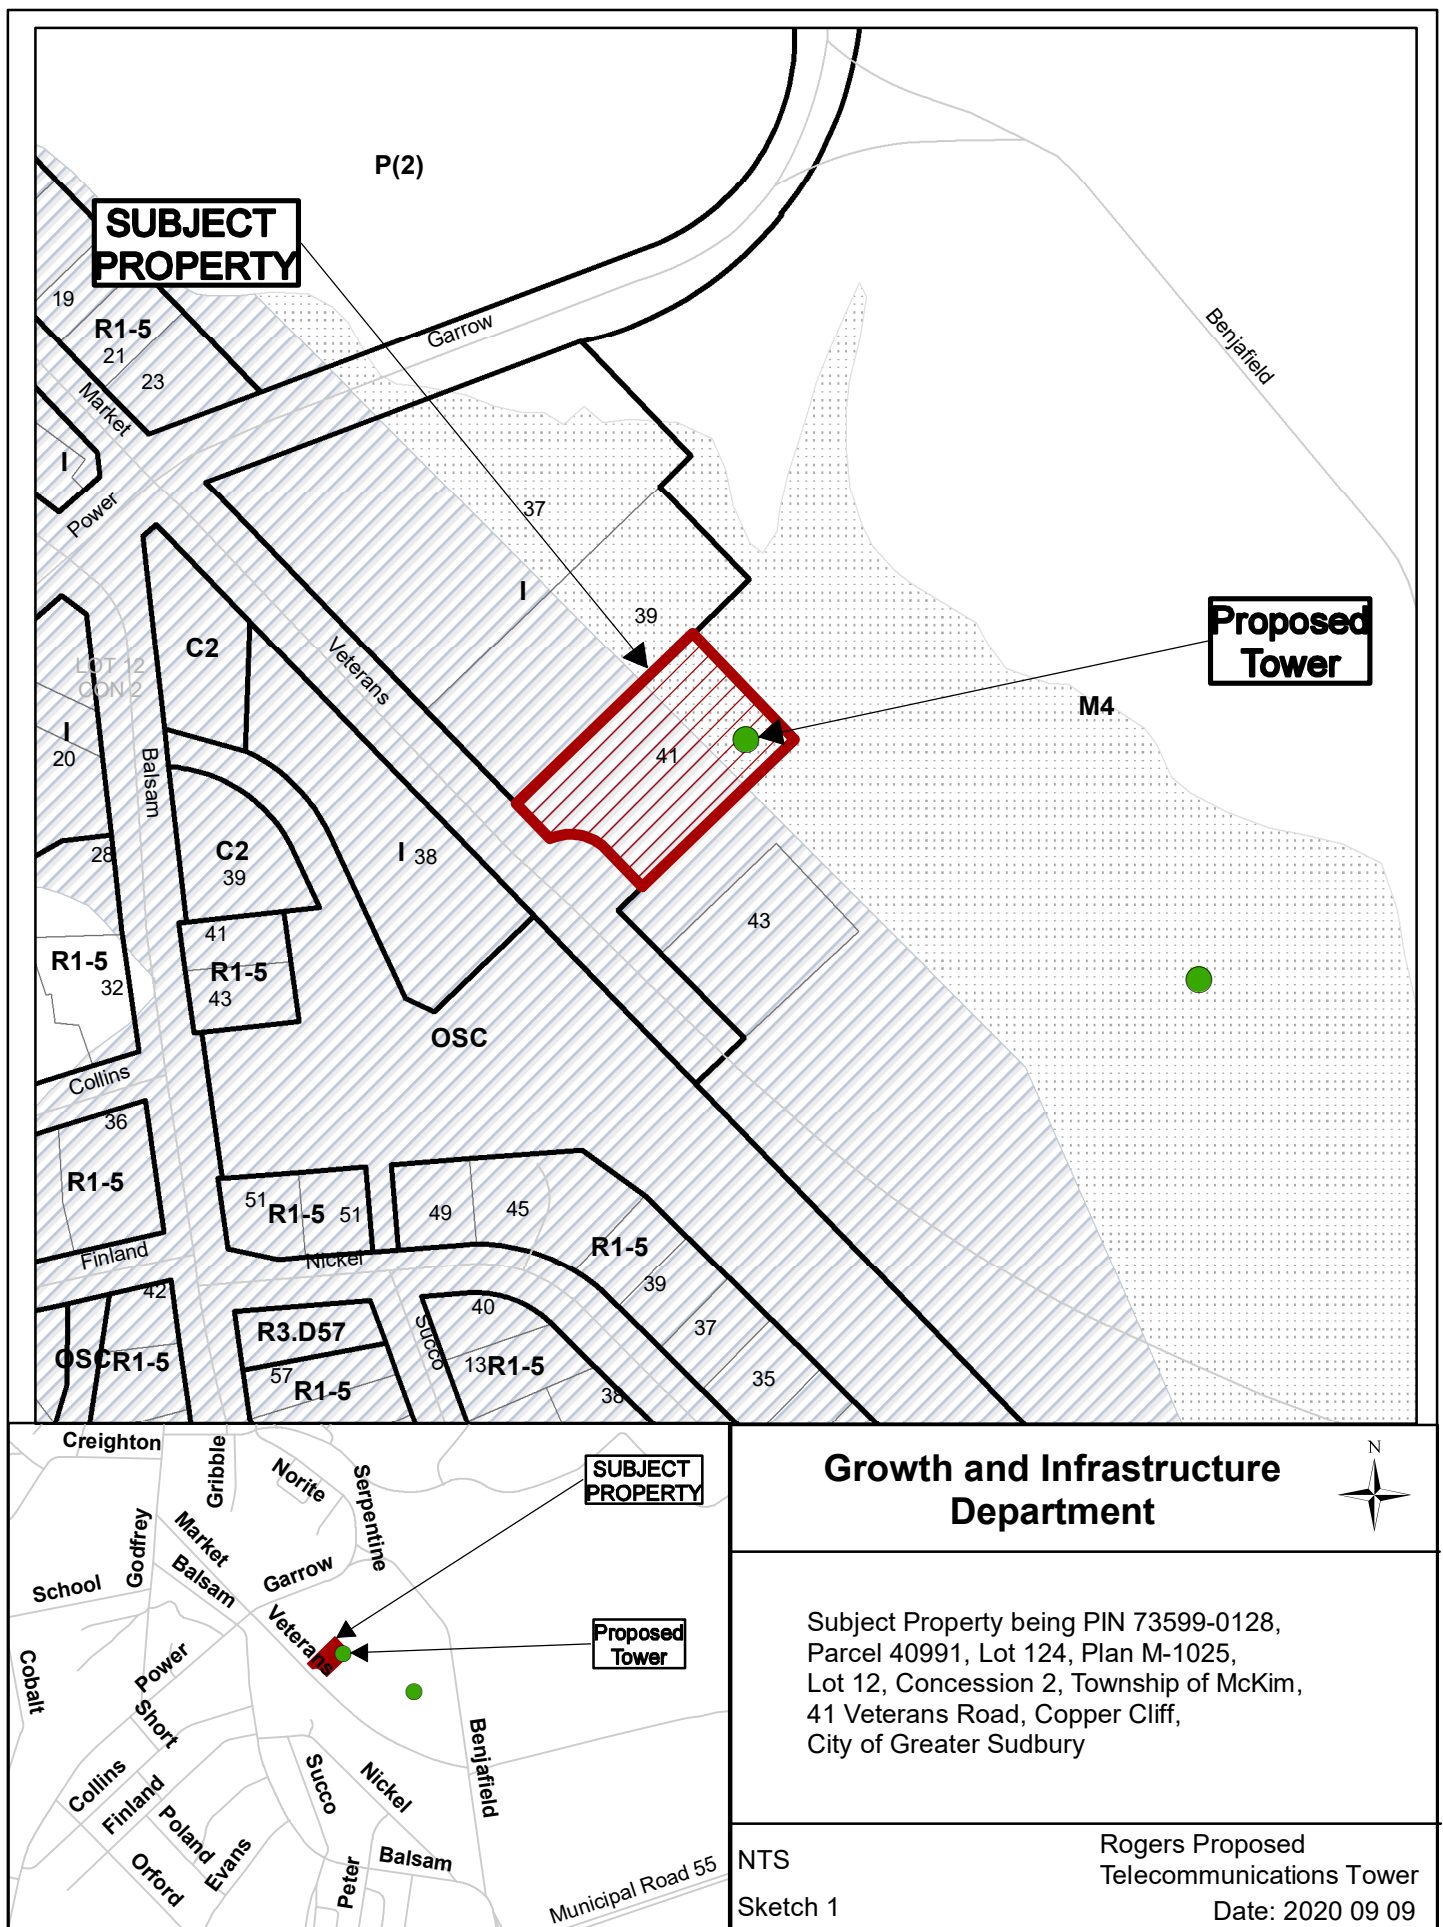 P(2)
SUBJECT
PROPERTY
Garrow
Benjafield
19
R1-5
21
23
Market
I
Power
37
I
39
Proposed
Tower
M4
C2
LOT 12
CON 2
Veterans
I
20
Balsam
41
28
C2
39
I 38
43
41
R1-5
43
R1-5
32
OSC
Collins
36
R1-5
51
R1-5
51
49
45
R1-5
39
Finland
Nickel
42
40
37
R3.D57
Succo
OSC
R1-5
57
R1-5
13
R1-5
38
35
Creighton
Gribble
Norite
Serpentine
SUBJECT
PROPERTY
Godfrey
Market
Balsam
Garrow
School
Veterans
Proposed
Tower
Cobalt
Power
Short
Benjafield
Collins
Finland
Succo
Nickel
Poland
Evans
Orford
Peter
Balsam
Municipal Road 55
Growth and Infrastructure
Department
N
Subject Property being PIN 73599-0128,
Parcel 40991, Lot 124, Plan M-1025,
Lot 12, Concession 2, Township of McKim,
41 Veterans Road, Copper Cliff,
City of Greater Sudbury
NTS
Sketch 1
Rogers Proposed
Telecommunications Tower
Date: 2020 09 09